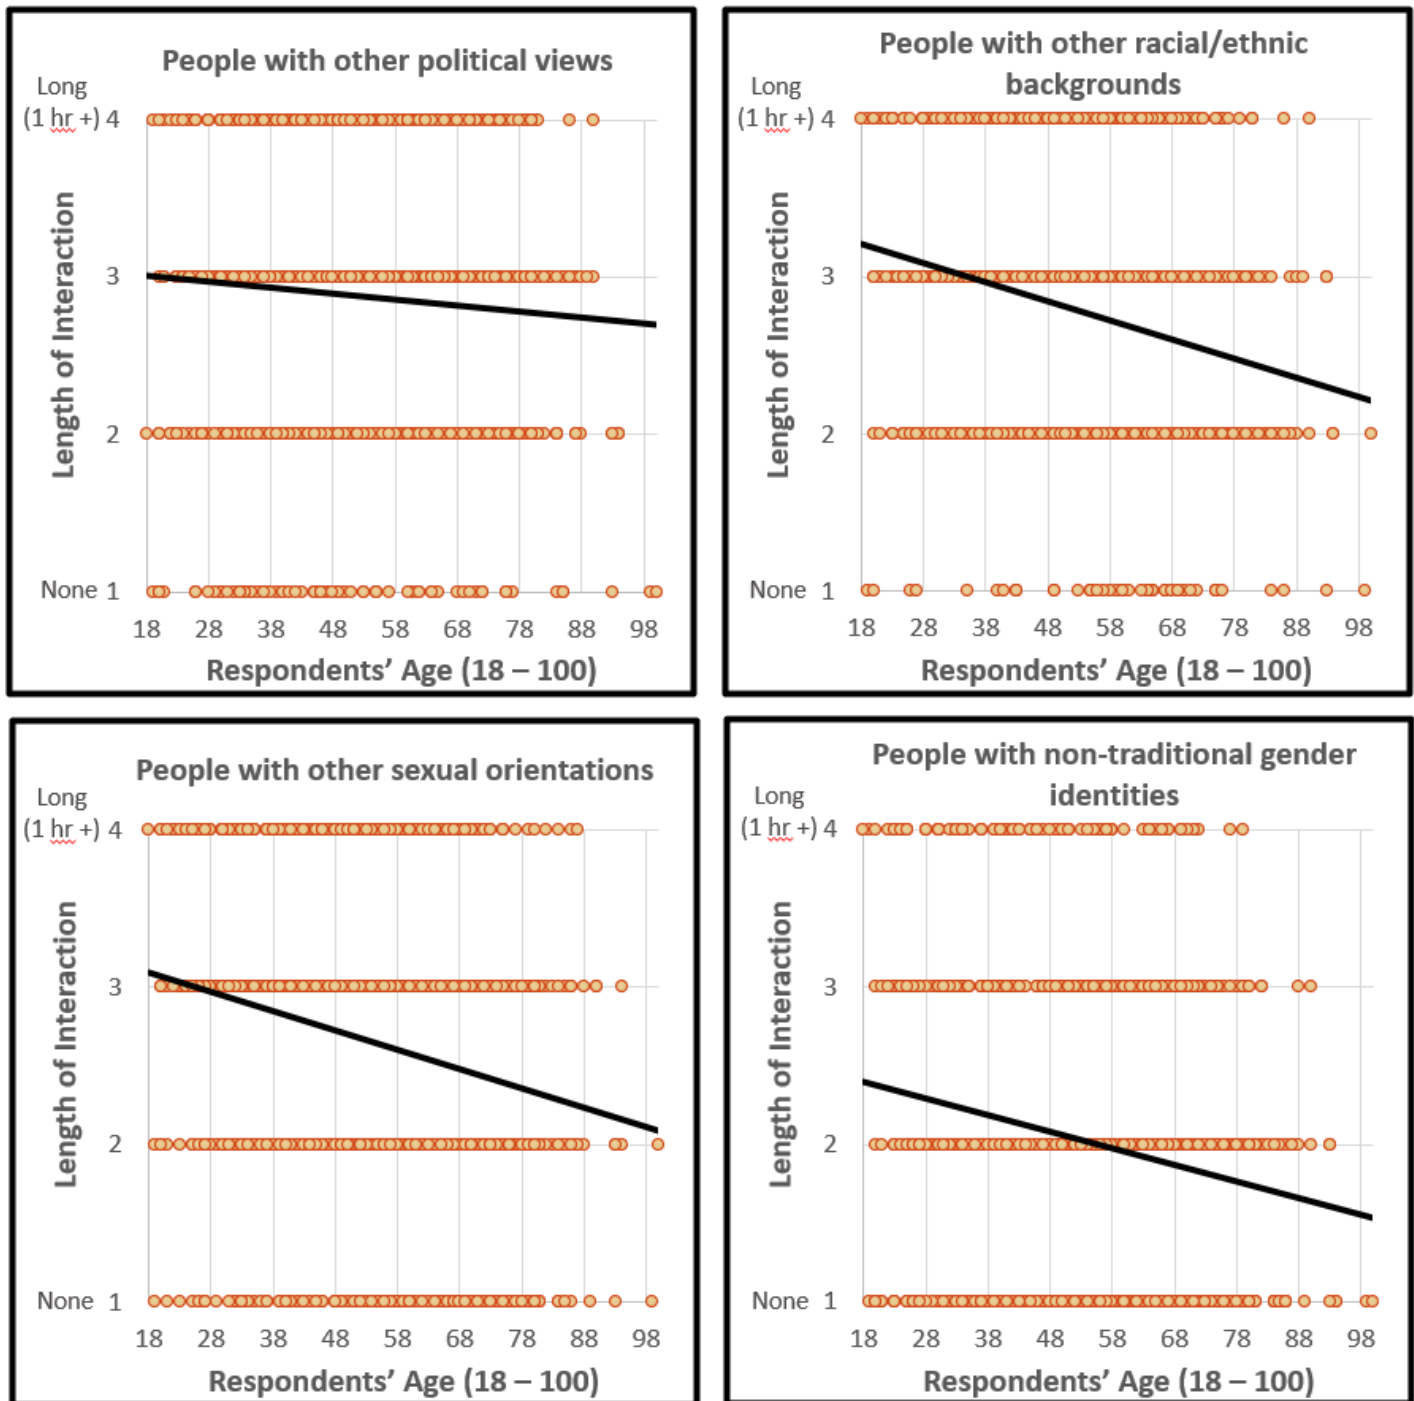 People with other political views
Long
(1 hr +) 4
3
2
None 1
Length of Interaction
18 28 38 48 58 68 78 88 98
Respondents' Age (18 – 100)
People with other racial/ethnic
backgrounds
Long
(1 hr +) 4
3
2
None 1
Length of Interaction
18 28 38 48 58 68 78 88 98
Respondents' Age (18 – 100)
People with other sexual orientations
Long
(1 hr +) 4
3
2
None 1
Length of Interaction
18 28 38 48 58 68 78 88 98
Respondents' Age (18 – 100)
People with non-traditional gender
identities
Long
(1 hr +) 4
3
2
None 1
Length of Interaction
18 28 38 48 58 68 78 88 98
Respondents' Age (18 – 100)